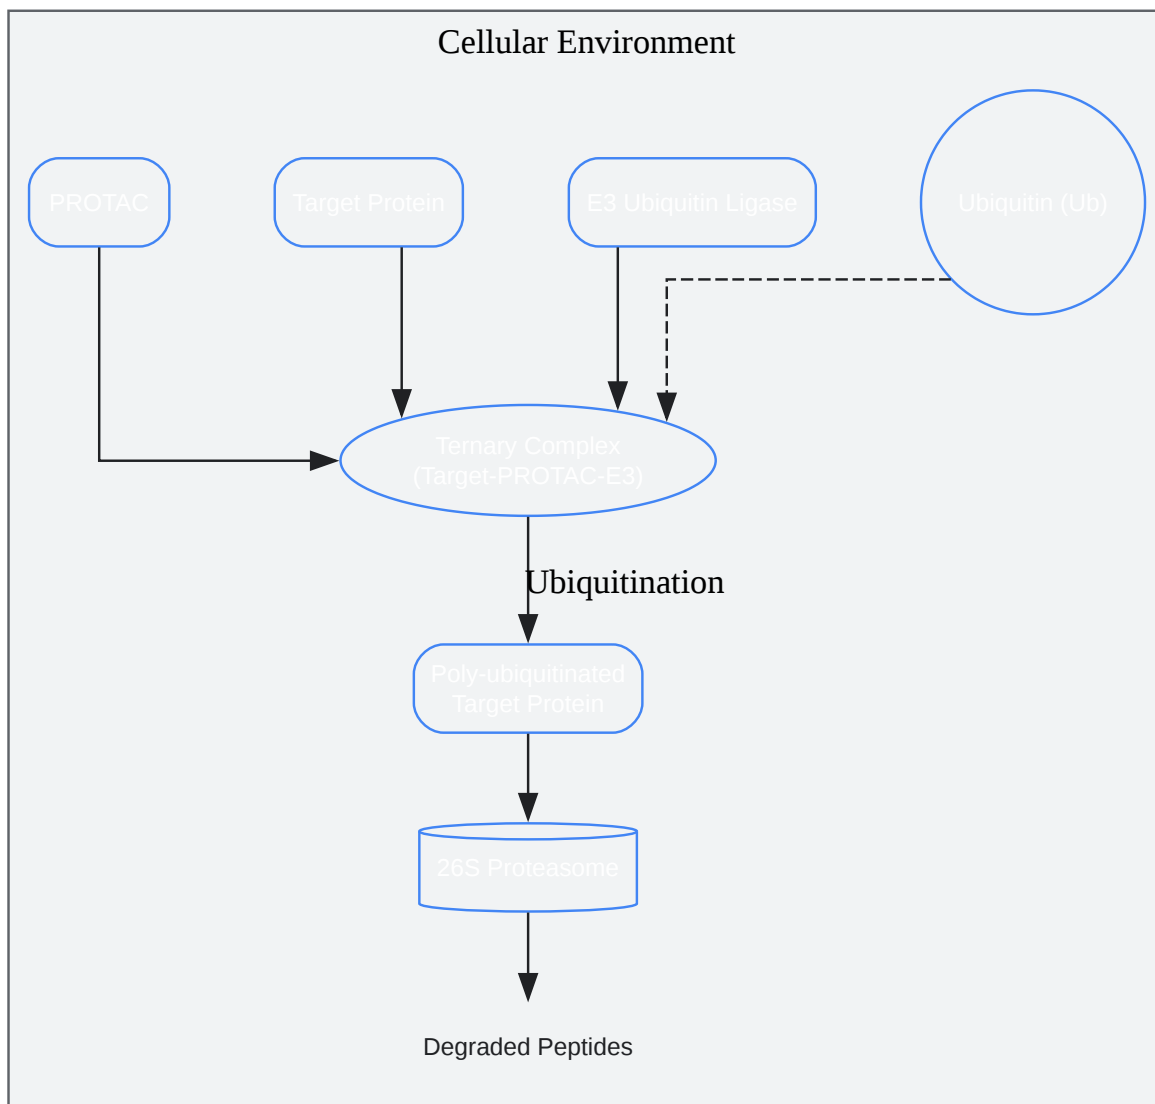 Cellular Environment
PROTAC
Target Protein
E3 Ubiquitin Ligase
Ubiquitin (Ub)
Ternary Complex
(Target-PROTAC-E3)
Ubiquitination
Poly-ubiquitinated
Target Protein
26S Proteasome
Degraded Peptides